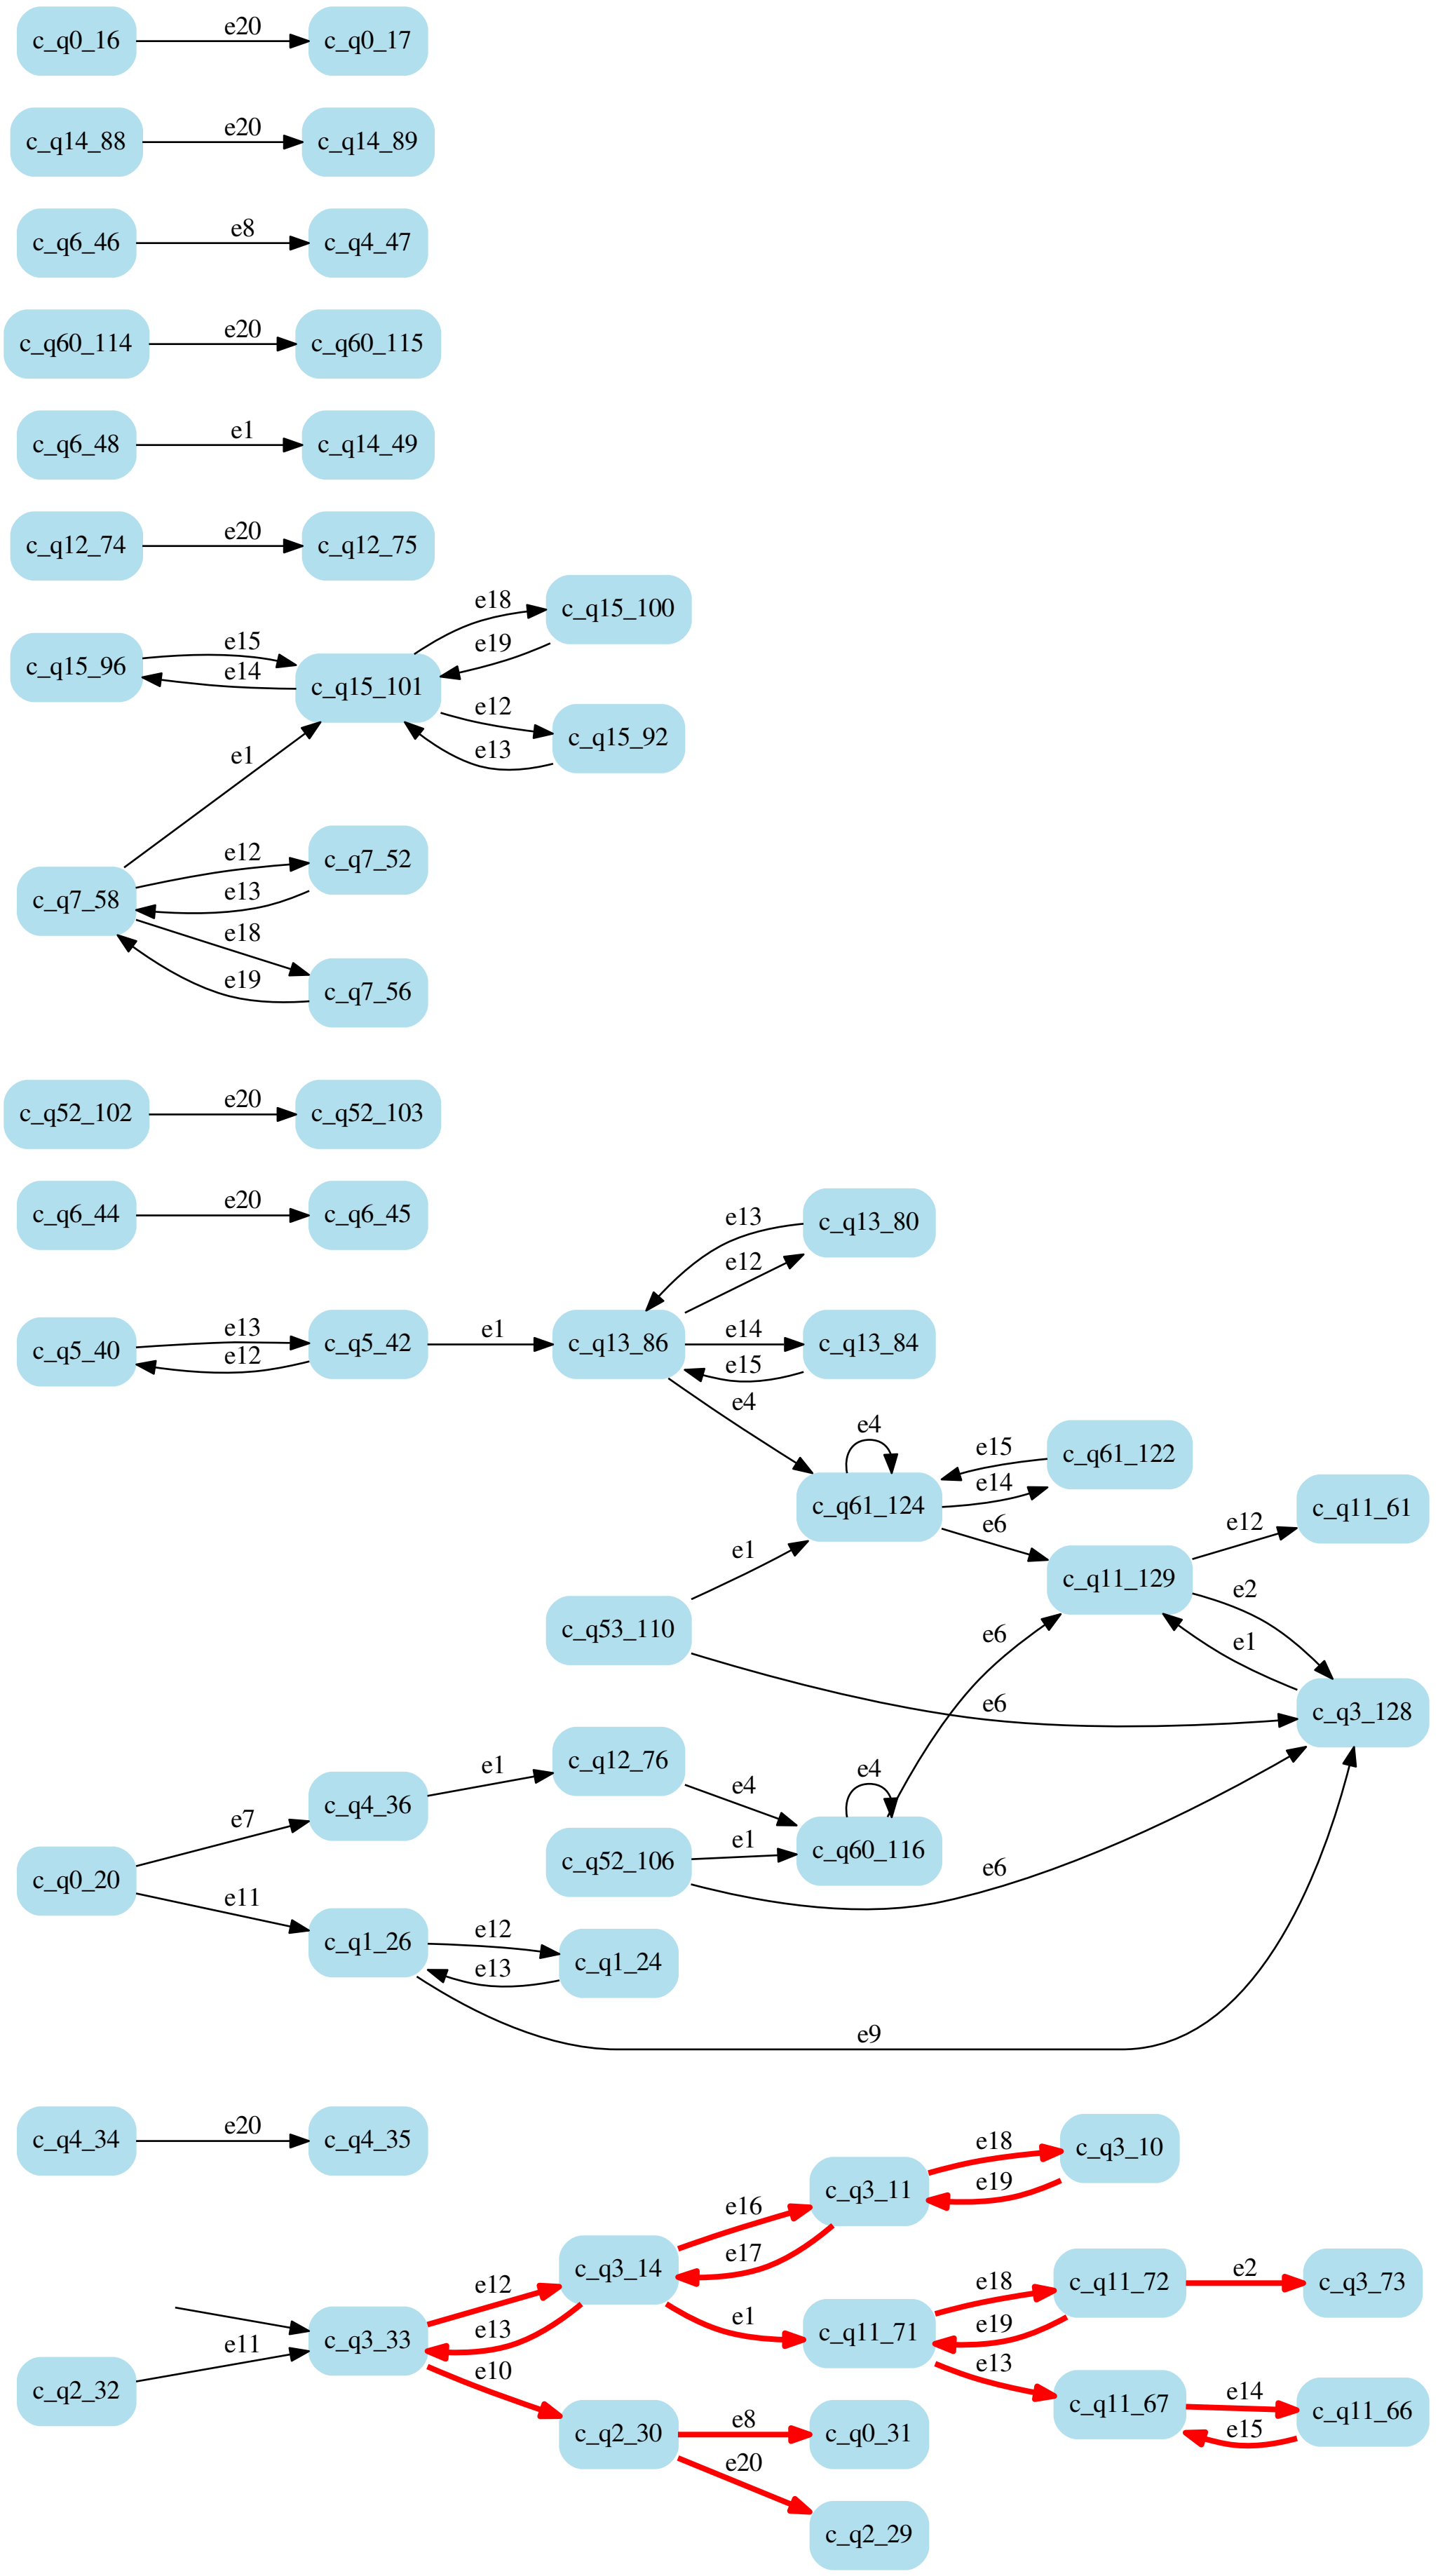 c_q0_16 e20 c_q0_17
c_q14_88 e20 c_q14_89
c_q6_46 e8 c_q4_47
c_q60_114 e20 c_q60_115
c_q6_48 e1 c_q14_49
c_q12_74 e20 c_q12_75
e18 c_q15_100
c_q15_96 e15 e19
e14 c_q15_101
e12 c_q15_92
e13
e1
e12 c_q7_52
c_q7_58 e13
e18
e19 c_q7_56
c_q52_102 e20 c_q52_103
c_q6_44 e20 c_q6_45
e13 c_q13_80
e12
c_q5_40 e13 c_q5_42 e1 c_q13_86 e14 c_q13_84
e12 e15
e4
e4
e15 c_q61_122
c_q61_124 e14
e6
e12 c_q11_61
e1
c_q11_129 e2
c_q53_110 e6 e1
e6 c_q3_128
e1 c_q12_76
c_q4_36 e4 e4
e7
c_q0_20 c_q52_106 e1 c_q60_116
e6
e11
c_q1_26 e12 c_q1_24
e13
e9
c_q4_34 e20 c_q4_35
e18 c_q3_10
c_q3_11 e19
e16
c_q3_14 e17
e12 e18 c_q11_72 e2 c_q3_73
e1 c_q11_71 e19
c_q3_33 e13
e11 e10 e13
c_q2_32 c_q11_67 e14 c_q11_66
e15
c_q2_30 e8 c_q0_31
e20
c_q2_29